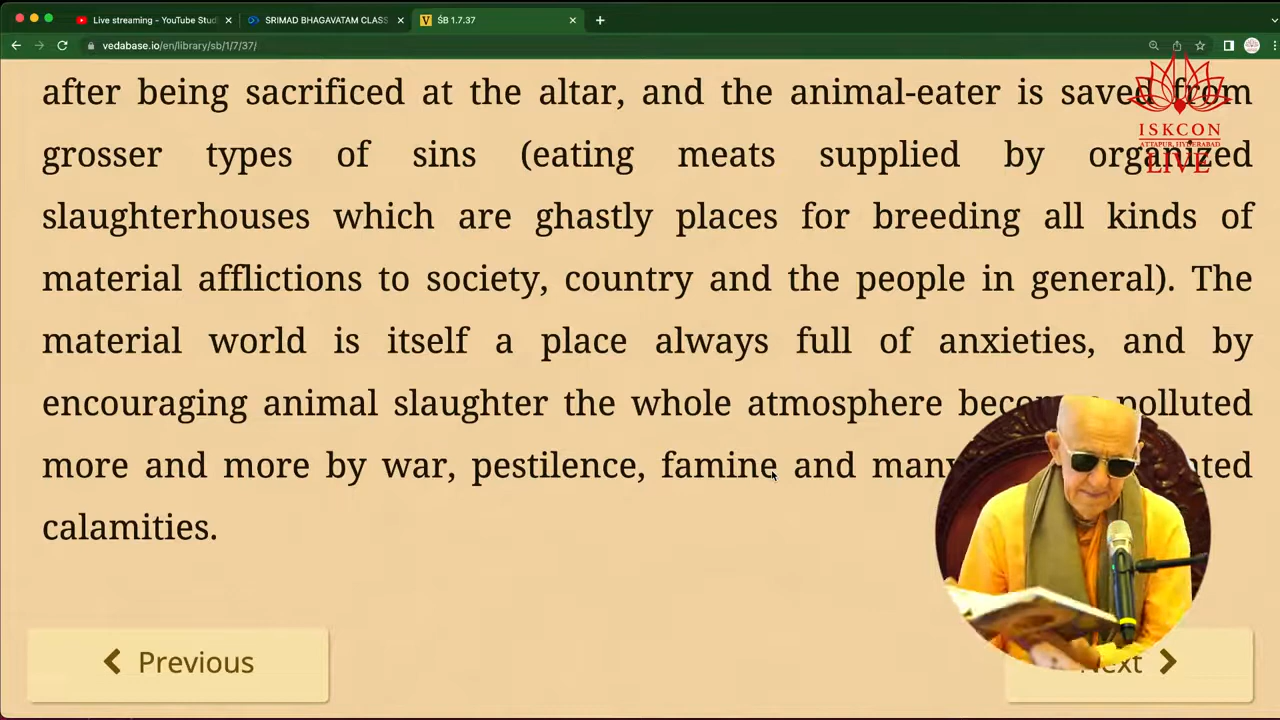 Live streaming - YouTube Stud
SRIMAD BHAGAVATAM CLASS
V ŚB 1.7.37
vedabase.io/en/library/sb/1/7/37/
after being sacrificed at the altar, and the animal-eater is saved from
ISKCON
ATTAPUR, HYDERABAD
LIVE
grosser types of sins (eating meats supplied by organized
slaughterhouses which are ghastly places for breeding all kinds of
material afflictions to society, country and the people in general). The
material world is itself a place always full of anxieties, and by
encouraging animal slaughter the whole atmosphere polluted
more and more by war, pestilence, famine and many
calamities.
Previous
Next